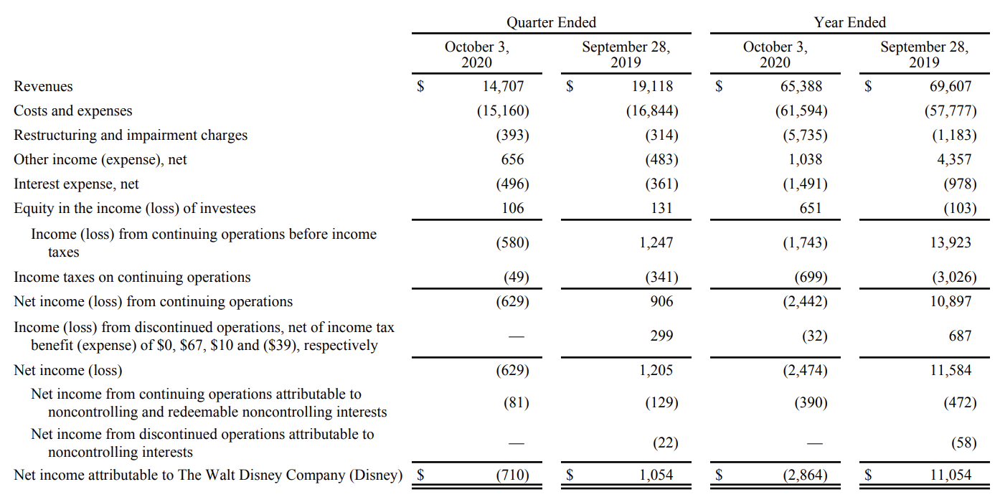 Quarter Ended Year Ended
October 3, September 28, October 3, September 28,
2020 2019 2020 2019
Revenues $ 14,707 $ 19,118 $ 65,388 $ 69,607
Costs and expenses (15,160) (16,844) (61,594) (57,777)
Restructuring and impairment charges (393) (314) (5,735) (1,183)
Other income (expense), net 656 (483) 1,038 4,357
Interest expense, net (496) (361) (1,491) (978)
Equity in the income (loss) of investees 106 131 651 (103)
Income (loss) from continuing operations before income
taxes (580) 1,247 (1,743) 13,923
Income taxes on continuing operations (49) (341) (699) (3,026)
Net income (loss) from continuing operations (629) 906 (2,442) 10,897
Income (loss) from discontinued operations, net of income tax
benefit (expense) of $0, $67, $10 and ($39), respectively — 299 (32) 687
Net income (loss) (629) 1,205 (2,474) 11,584
Net income from continuing operations attributable to
noncontrolling and redeemable noncontrolling interests (81) (129) (390) (472)
Net income from discontinued operations attributable to
noncontrolling interests — (22) — (58)
Net income attributable to The Walt Disney Company (Disney) $ (710) $ 1,054 $ (2,864) $ 11,054